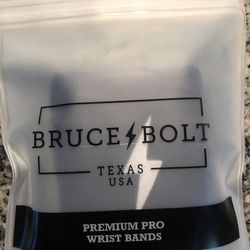 BRUCE BOLT
TEXAS
USA
PREMIUM PRO
WRIST BANDS